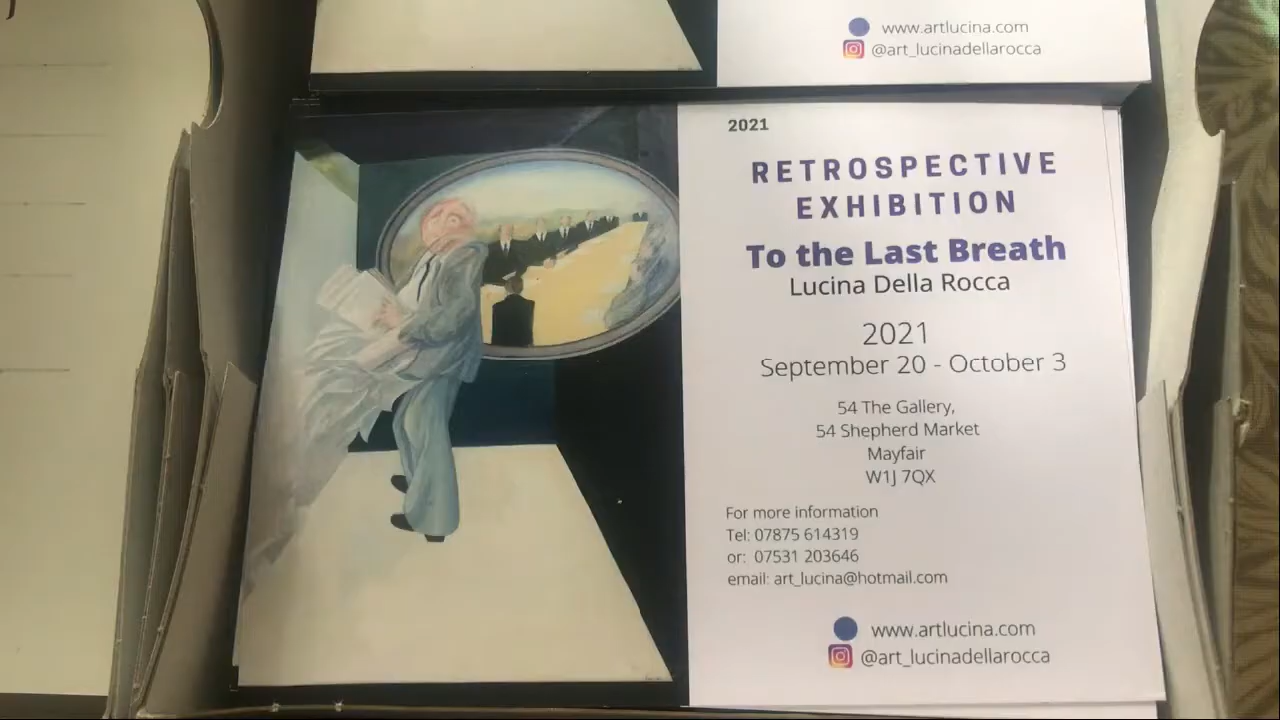 www.artlucina.com
@art_lucinadellarocca
2021
RETROSPECTIVE
EXHIBITION
To the Last Breath
Lucina Della Rocca
2021
September 20 - October 3
54 The Gallery,
54 Shepherd Market
Mayfair
W1J 7QX
For more information
Tel: 07875 614319
or: 07531 203646
email: art_lucina@hotmail.com
www.artlucina.com
@art_lucinadellarocca